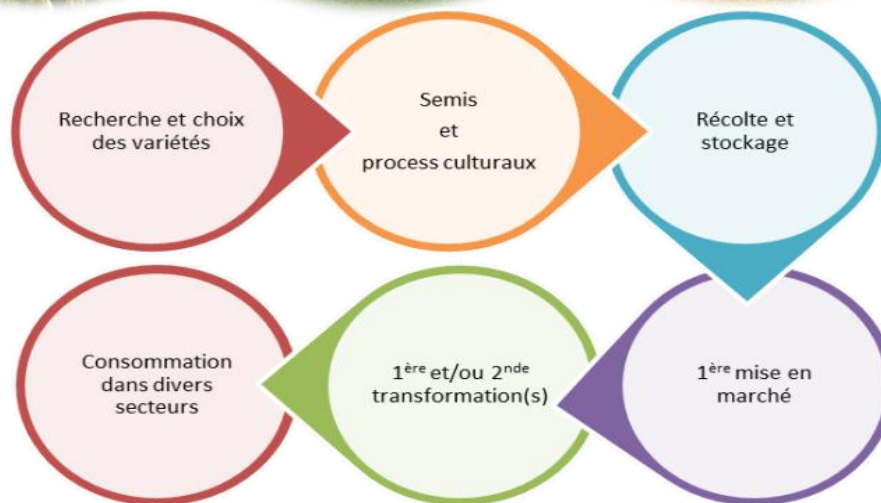 Recherche et choix
des variétés
Semis
et
process culturaux
Récolte et
stockage
1ère mise en
marché
1ère et/ou 2nde
transformation(s)
Consommation
dans divers
secteurs